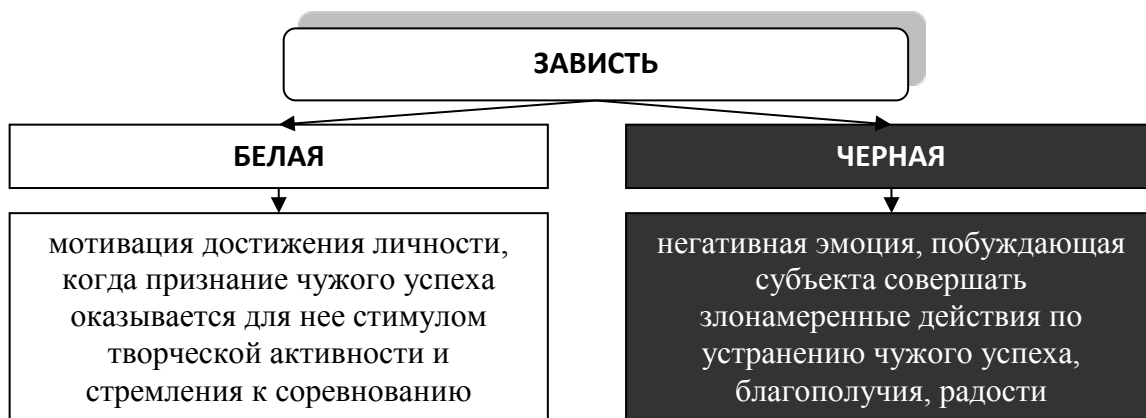 ЗАВИСТЬ
БЕЛАЯ
ЧЕРНАЯ
мотивация достижения личности,
когда признание чужого успеха
оказывается для нее стимулом
творческой активности и
стремления к соревнованию
негативная эмоция, побуждающая
субъекта совершать
злонамеренные действия по
устранению чужого успеха,
благополучия, радости